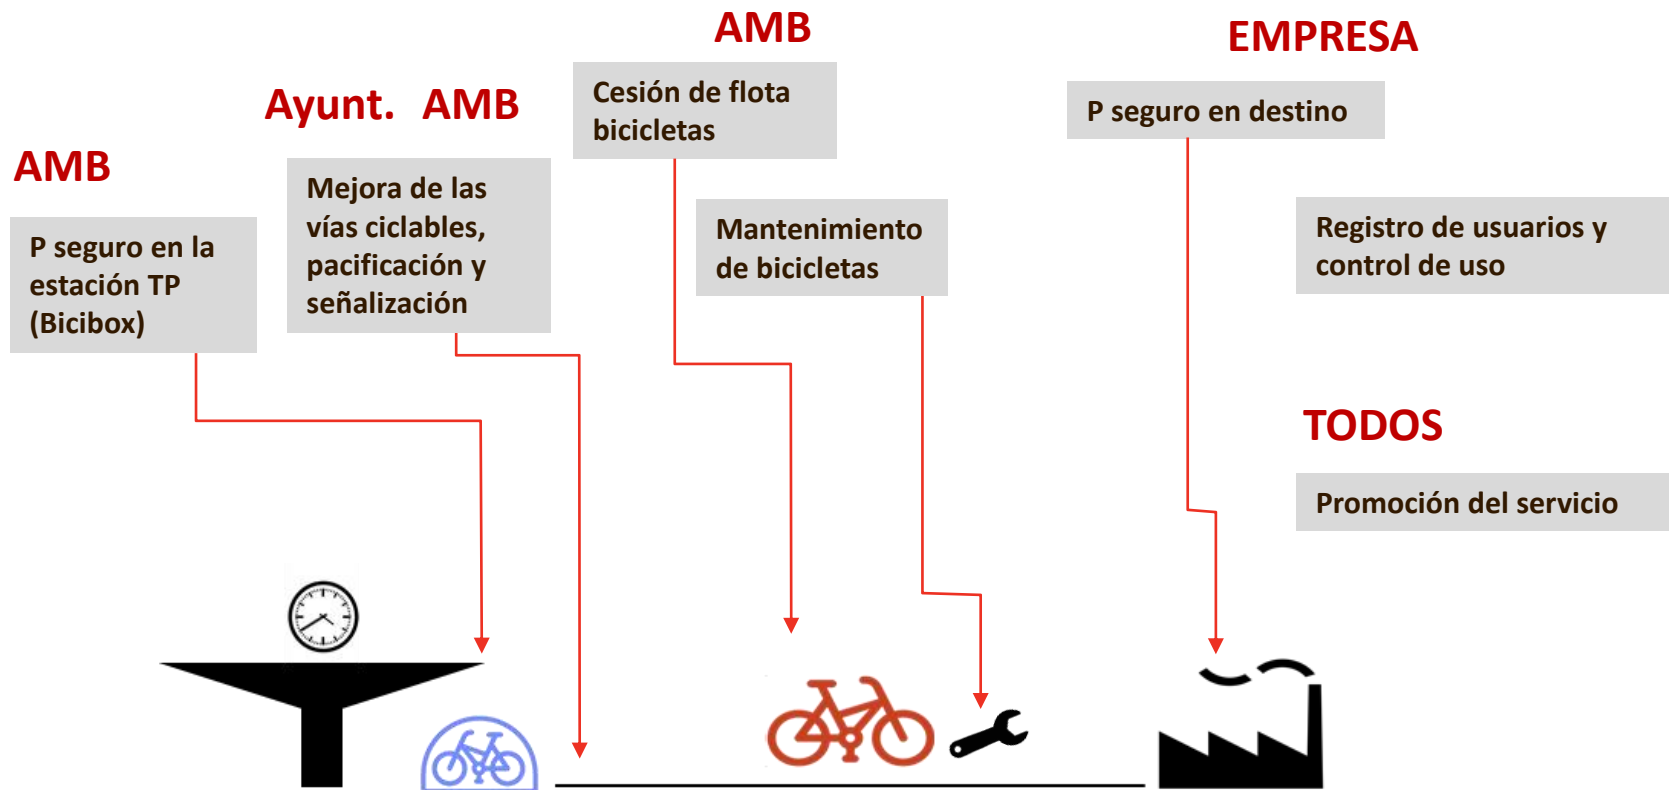 AMB
P seguro en la
estación TP
(Bicibox)
Ayunt. AMB
Mejora de las
vías ciclables,
pacificación y
señalización
AMB
Cesión de flota
bicicletas
Mantenimiento
de bicicletas
EMPRESA
P seguro en destino
Registro de usuarios y
control de uso
TODOS
Promoción del servicio